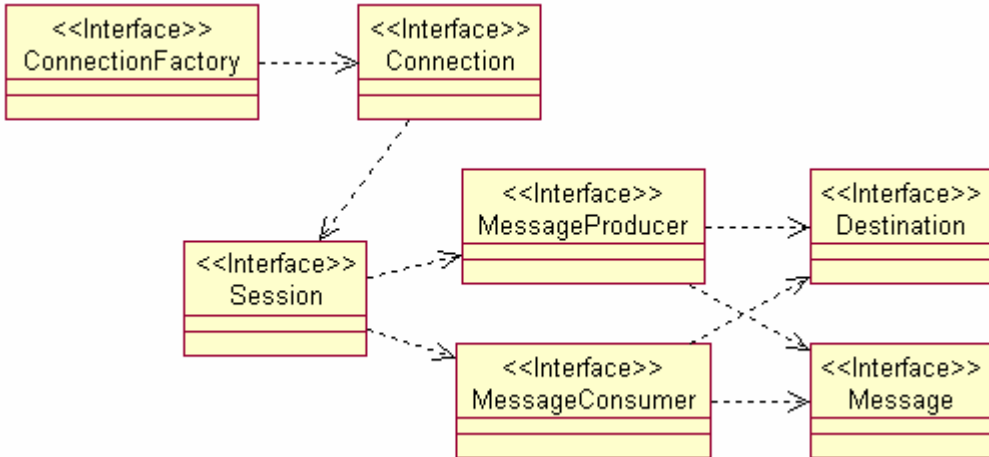 <<Interface>>
ConnectionFactory
<<Interface>>
Connection
<<Interface>>
MessageProducer
<<Interface>>
Destination
<<Interface>>
Session
<<Interface>>
MessageConsumer
<<Interface>>
Message